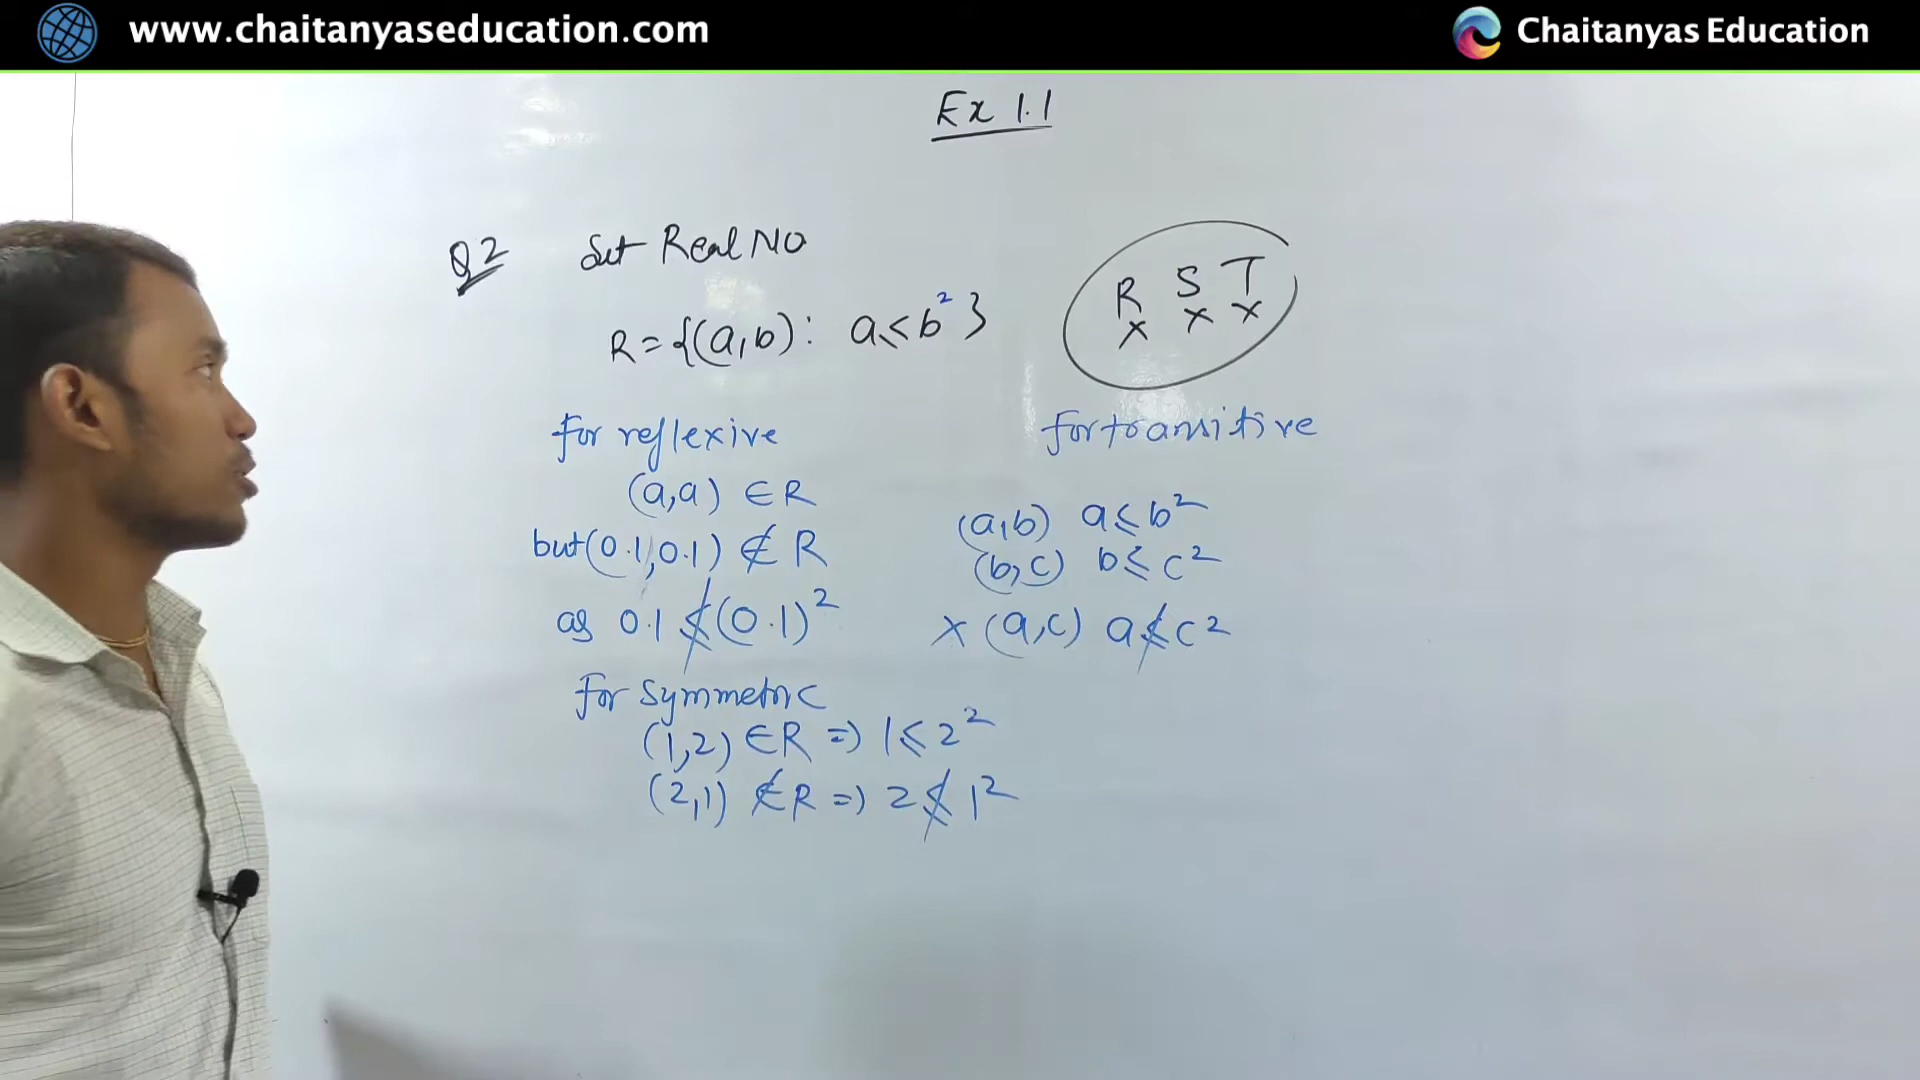 www.chaitanyaseducation.com
Chaitanyas Education
Ex 1.1
Q2 Set Real NO
R = {(a,b) : a ≤ b²}
R S T
× × ×
for reflexive
(a,a) ∈ R
but (0.1,0.1) ∉ R
as 0.1 ≰ (0.1)²
for symmetric
(1,2) ∈ R => 1 ≤ 2²
(2,1) ∉ R => 2 ≰ 1²
for transitive
(a,b) a ≤ b²
(b,c) b ≤ c²
× (a,c) a ≰ c²